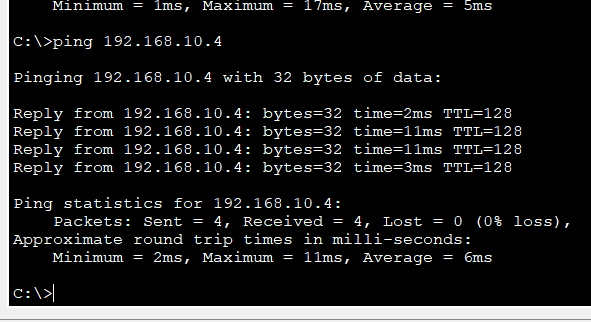 Minimum = 1ms, Maximum = 17ms, Average = 5ms
C:\>ping 192.168.10.4
Pinging 192.168.10.4 with 32 bytes of data:
Reply from 192.168.10.4: bytes=32 time=2ms TTL=128
Reply from 192.168.10.4: bytes=32 time=11ms TTL=128
Reply from 192.168.10.4: bytes=32 time=11ms TTL=128
Reply from 192.168.10.4: bytes=32 time=3ms TTL=128
Ping statistics for 192.168.10.4:
Packets: Sent = 4, Received = 4, Lost = 0 (0% loss),
Approximate round trip times in milli-seconds:
Minimum = 2ms, Maximum = 11ms, Average = 6ms
C:\>